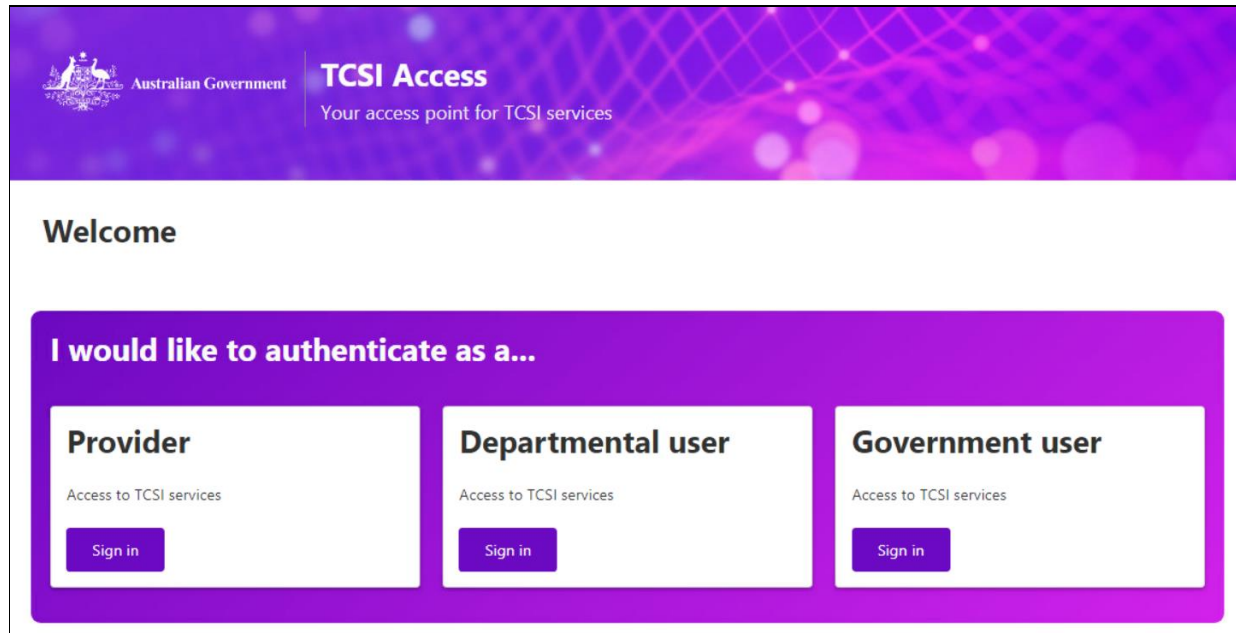 Australian Government
TCSI Access
Your access point for TCSI services
Welcome
I would like to authenticate as a...
Provider
Access to TCSI services
Sign in
Departmental user
Access to TCSI services
Sign in
Government user
Access to TCSI services
Sign in